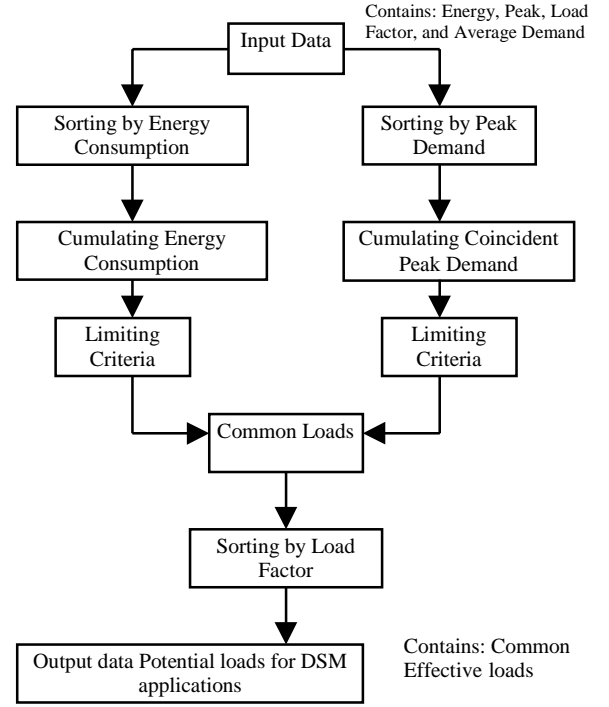 Contains: Energy, Peak, Load
Factor, and Average Demand
Input Data
Sorting by Energy
Consumption
Sorting by Peak
Demand
Cumulating Energy
Consumption
Cumulating Coincident
Peak Demand
Limiting
Criteria
Limiting
Criteria
Common Loads
Sorting by Load
Factor
Output data Potential loads for DSM
applications
Contains: Common
Effective loads